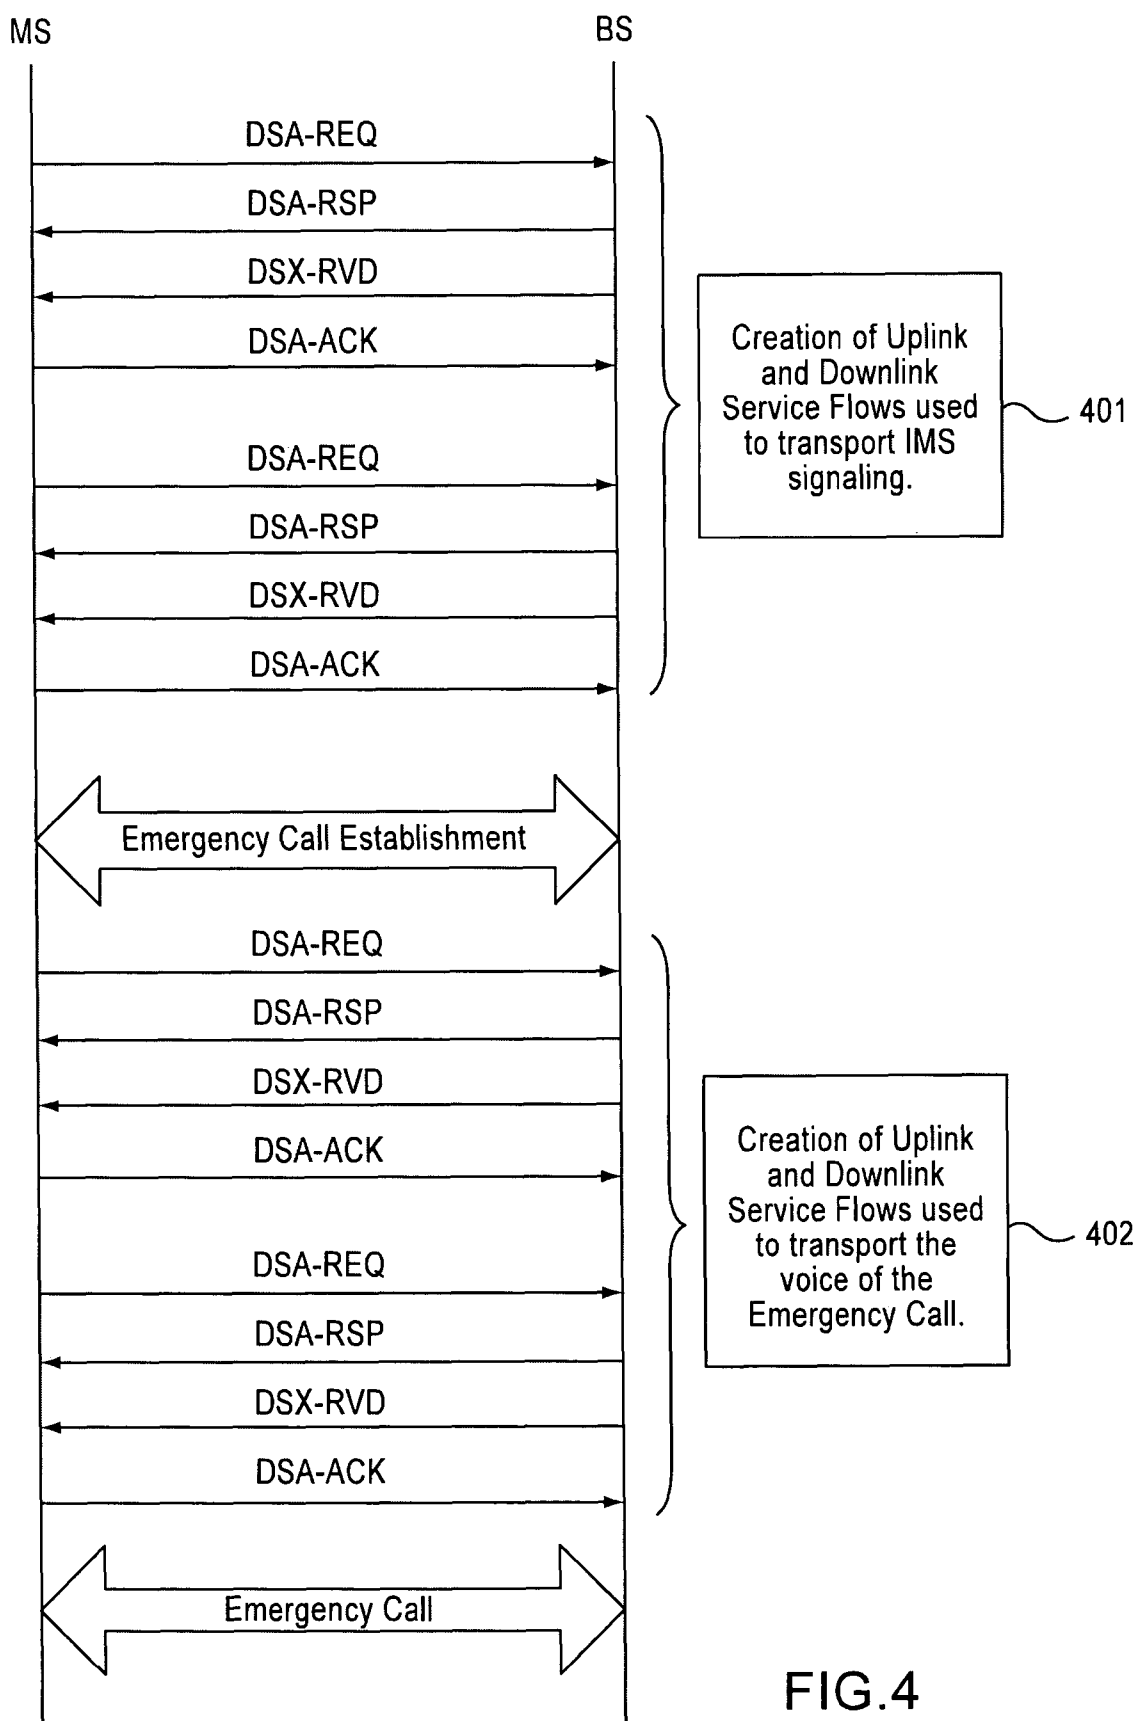 MS
BS
DSA-REQ
DSA-RSP
DSX-RVD
DSA-ACK
DSA-REQ
DSA-RSP
DSX-RVD
DSA-ACK
Creation of Uplink
and Downlink
Service Flows used
to transport IMS
signaling.
401
Emergency Call Establishment
DSA-REQ
DSA-RSP
DSX-RVD
DSA-ACK
DSA-REQ
DSA-RSP
DSX-RVD
DSA-ACK
Creation of Uplink
and Downlink
Service Flows used
to transport the
voice of the
Emergency Call.
402
Emergency Call
FIG.4